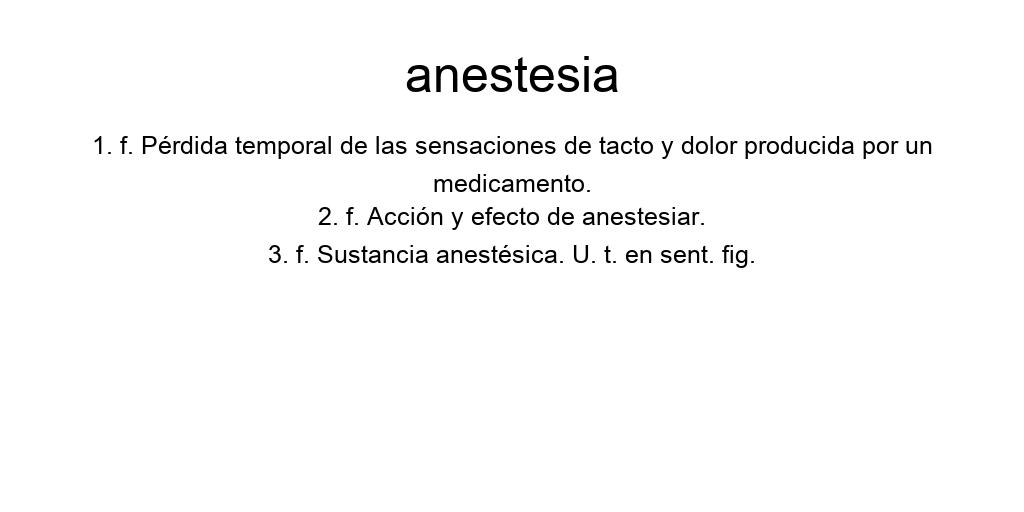 anestesia
1. f. Pérdida temporal de las sensaciones de tacto y dolor producida por un
medicamento.
2. f. Acción y efecto de anestesiar.
3. f. Sustancia anestésica. U. t. en sent. fig.